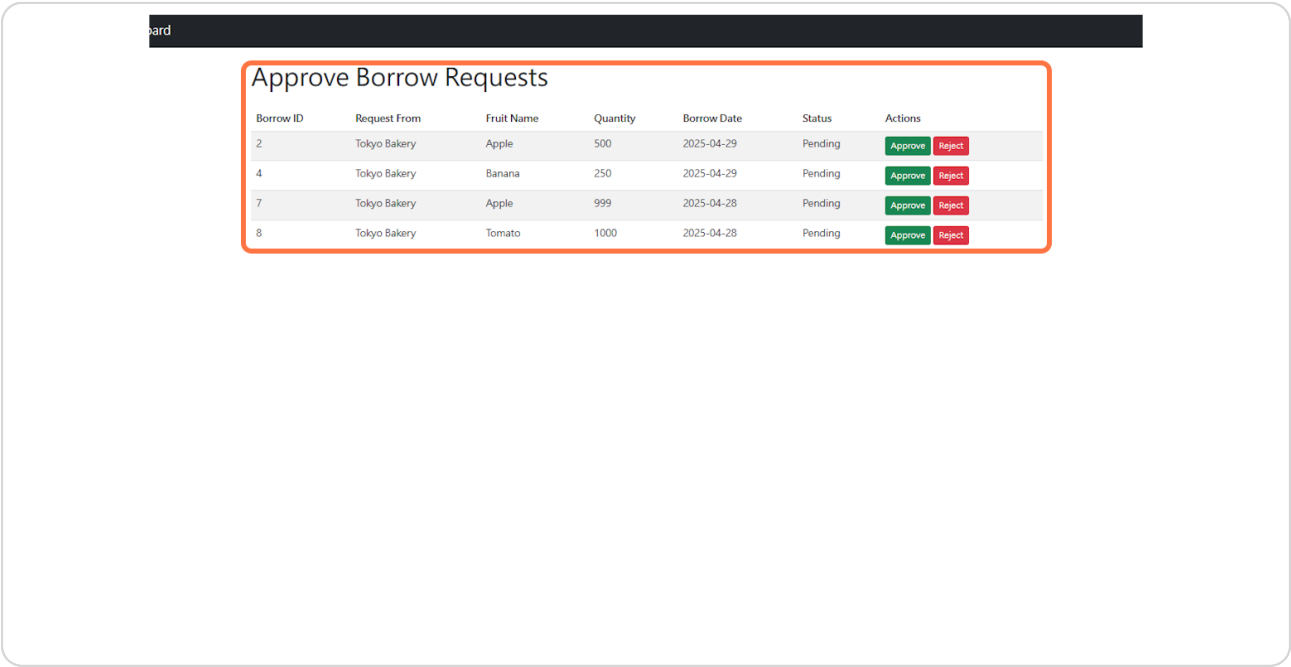 oard
Approve Borrow Requests
Borrow ID Request From Fruit Name Quantity Borrow Date Status Actions
2 Tokyo Bakery Apple 500 2025-04-29 Pending Approve Reject
4 Tokyo Bakery Banana 250 2025-04-29 Pending Approve Reject
7 Tokyo Bakery Apple 999 2025-04-28 Pending Approve Reject
8 Tokyo Bakery Tomato 1000 2025-04-28 Pending Approve Reject